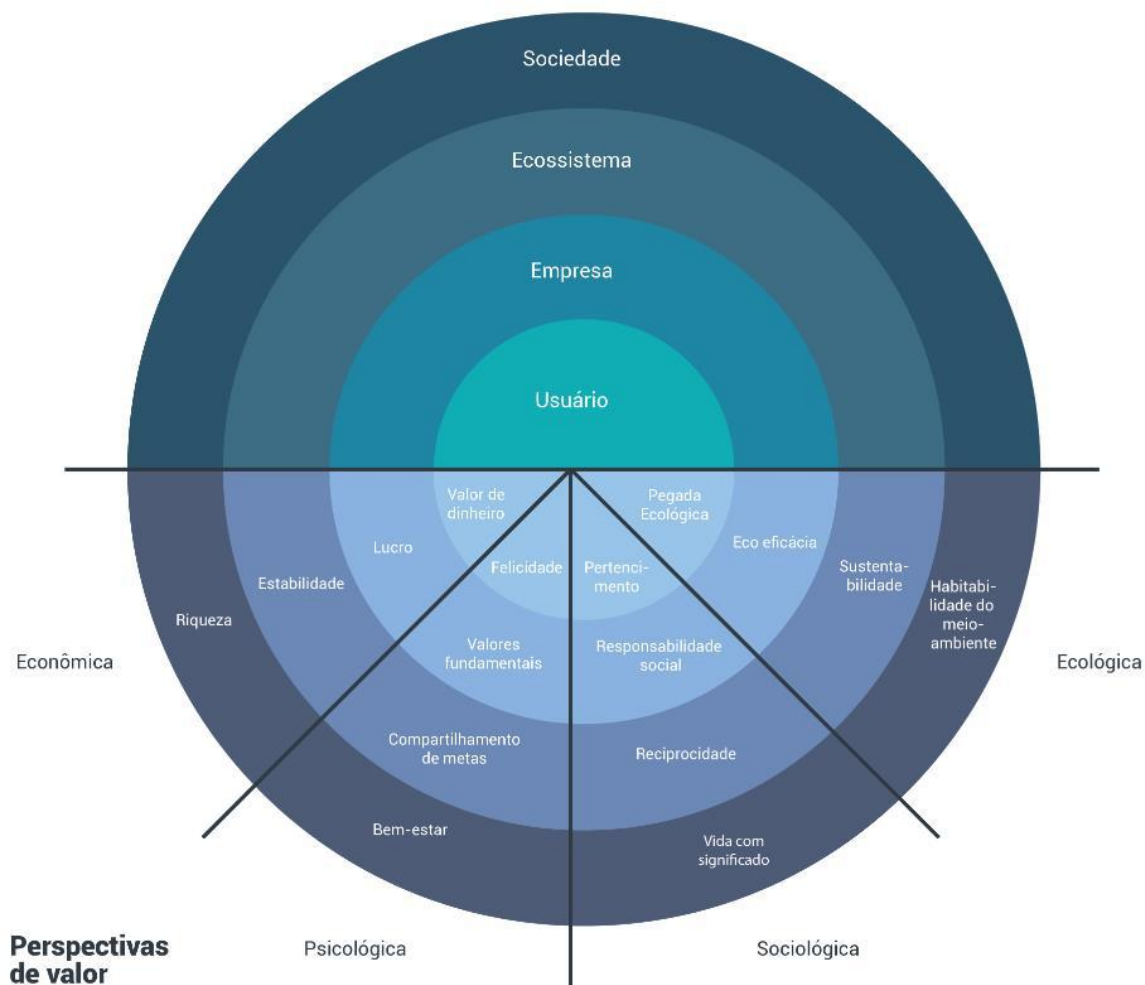 Sociedade
Ecossistema
Empresa
Usuário
Valor de
dinheiro
Pegada
Ecológica
Lucro
Felicidade
Pertenci-
mento
Eco eficácia
Estabilidade
Sustenta-
bilidade
Riqueza
Habitabi-
lidade do
meio-
ambiente
Valores
fundamentais
Responsabilidade
social
Econômica
Ecológica
Compartilhamento
de metas
Reciprocidade
Bem-estar
Vida com
significado
Perspectivas
de valor
Psicológica
Sociológica